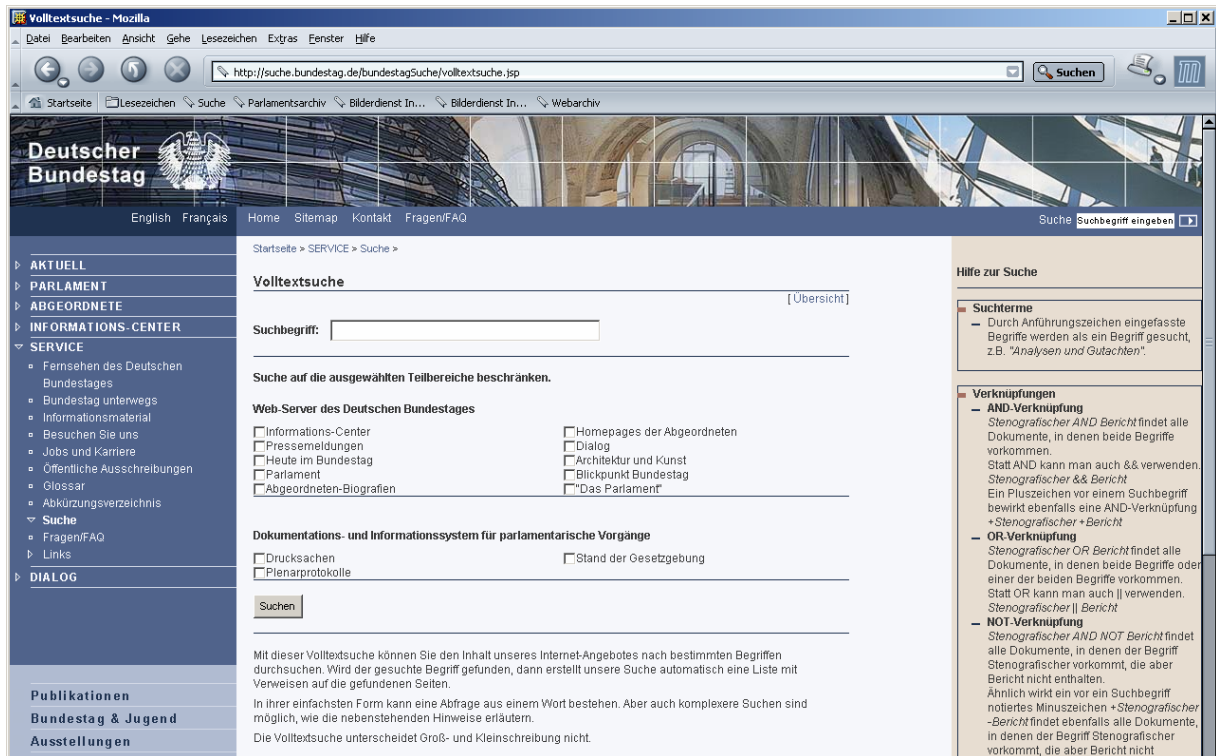 Volltextsuche - Mozilla
Datei Bearbeiten Ansicht Gehe Lesezeichen Extras Fenster Hilfe
http://suche.bundestag.de/bundestagSuche/volltextsuche.jsp
Suchen
Startseite Lesezeichen Suche Parlamentsarchiv Bilderdienst In... Bilderdienst In... Webarchiv
Deutscher
Bundestag
English Français Home Sitemap Kontakt Fragen/FAQ
Suche Suchbegriff eingeben
AKTUELL
PARLAMENT
ABGEORDNETE
INFORMATIONS-CENTER
SERVICE
Fernsehen des Deutschen
Bundestages
Bundestag unterwegs
Informationsmaterial
Besuchen Sie uns
Jobs und Karriere
Öffentliche Ausschreibungen
Glossar
Abkürzungsverzeichnis
Suche
Fragen/FAQ
Links
DIALOG
Publikationen
Bundestag & Jugend
Ausstellungen
Startseite > SERVICE > Suche >
Volltextsuche
[Übersicht]
Suchbegriff:
Suche auf die ausgewählten Teilbereiche beschränken.
Web-Server des Deutschen Bundestages
Informations-Center Homepages der Abgeordneten
Pressemeldungen Dialog
Heute im Bundestag Architektur und Kunst
Parlament Blickpunkt Bundestag
Abgeordneten-Biografien "Das Parlament"
Dokumentations- und Informationssystem für parlamentarische Vorgänge
Drucksachen Stand der Gesetzgebung
Plenarprotokolle
Suchen
Mit dieser Volltextsuche können Sie den Inhalt unseres Internet-Angebotes nach bestimmten Begriffen
durchsuchen. Wird der gesuchte Begriff gefunden, dann erstellt unsere Suche automatisch eine Liste mit
Verweisen auf die gefundenen Seiten.
In ihrer einfachsten Form kann eine Abfrage aus einem Wort bestehen. Aber auch komplexere Suchen sind
möglich, wie die nebenstehenden Hinweise erläutern.
Die Volltextsuche unterscheidet Groß- und Kleinschreibung nicht.
Hilfe zur Suche
Suchterme
Durch Anführungszeichen eingefasste
Begriffe werden als ein Begriff gesucht,
z.B. "Analysen und Gutachten".
Verknüpfungen
AND-Verknüpfung
Stenografischer AND Bericht findet alle
Dokumente, in denen beide Begriffe
vorkommen.
Statt AND kann man auch && verwenden.
Stenografischer && Bericht
Ein Pluszeichen vor einem Suchbegriff
bewirkt ebenfalls eine AND-Verknüpfung
+Stenografischer +Bericht
OR-Verknüpfung
Stenografischer OR Bericht findet alle
Dokumente, in denen beide Begriffe oder
einer der beiden Begriffe vorkommen.
Statt OR kann man auch || verwenden.
Stenografischer || Bericht
NOT-Verknüpfung
Stenografischer AND NOT Bericht findet
alle Dokumente, in denen der Begriff
Stenografischer vorkommt, die aber
Bericht nicht enthalten.
Ähnlich wirkt ein vor ein Suchbegriff
notiertes Minuszeichen +Stenografischer
-Bericht findet ebenfalls alle Dokumente,
in denen der Begriff Stenografischer
vorkommt, die aber Bericht nicht